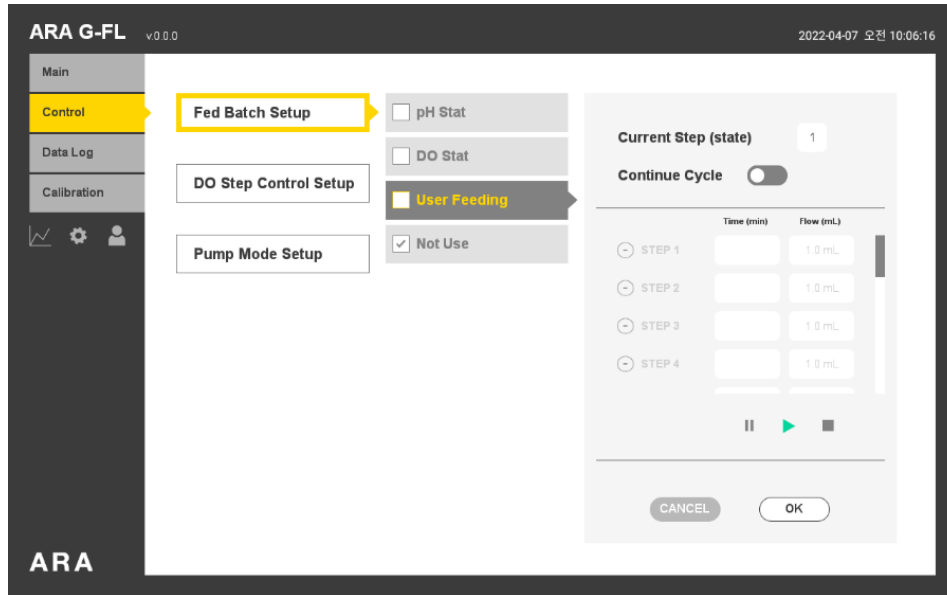 ARA G-FL v.0.0.0
2022-04-07 오전 10:06:16
Main
Control
Data Log
Calibration
Fed Batch Setup
DO Step Control Setup
Pump Mode Setup
pH Stat
DO Stat
User Feeding
Not Use
Current Step (state) 1
Continue Cycle
Time (min) Flow (mL)
STEP 1 1.0 mL
STEP 2 1.0 mL
STEP 3 1.0 mL
STEP 4 1.0 mL
CANCEL OK
ARA